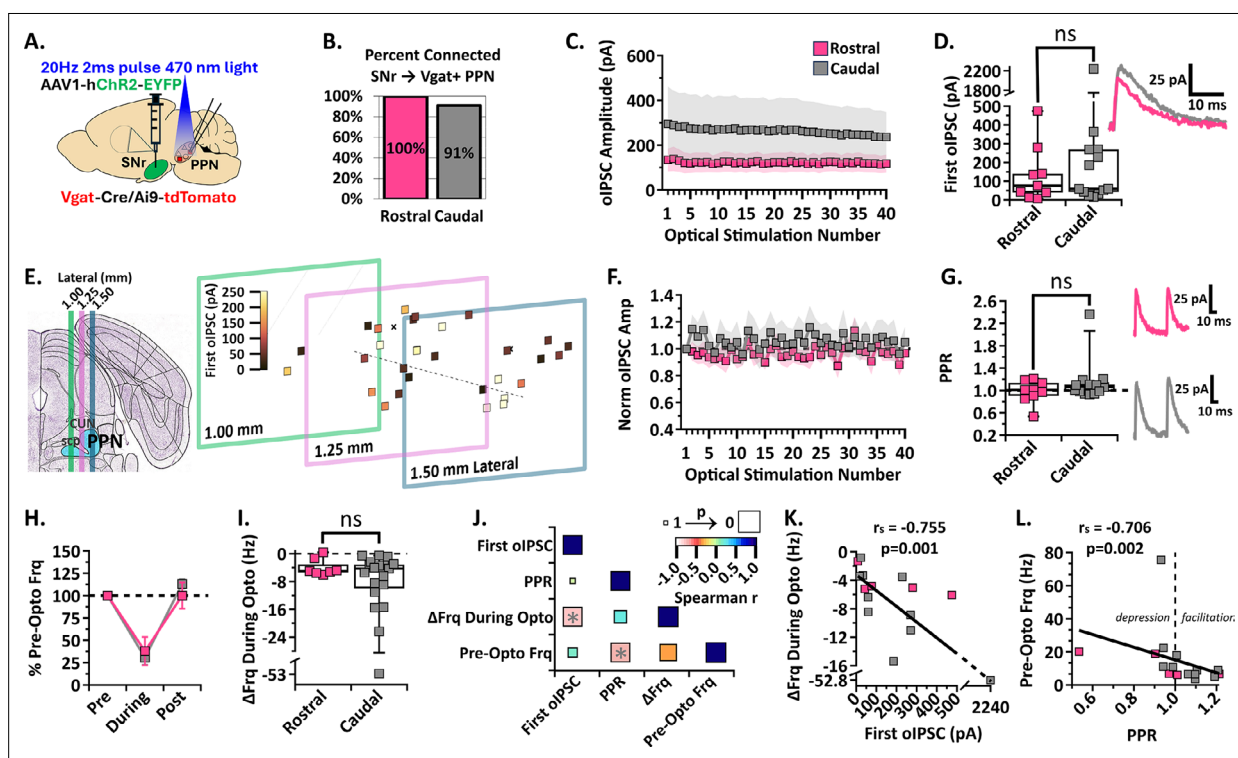 A.
20Hz 2ms pulse 470 nm light
AAV1-hChR2-EYFP
SNr
PPN
Vgat-Cre/Ai9-tdTomato
B.
Percent Connected
SNr → Vgat+ PPN
100%
80%
60%
40%
20%
0%
100%
91%
Rostral Caudal
C.
oIPSC Amplitude (pA)
600
400
200
0
Rostral
Caudal
1 5 10 15 20 25 30 35 40
Optical Stimulation Number
D.
ns
First oIPSC (pA)
2200
1800
500
400
300
200
100
0
Rostral
Caudal
25 pA
10 ms
E.
Lateral (mm)
1.00
1.25
1.50
CUN
scp
PPN
First oIPSC (pA)
250
200
150
100
50
0
x
x
1.00 mm
1.25 mm
1.50 mm Lateral
F.
Norm oIPSC Amp
1.4
1.2
1.0
0.8
0.6
0.4
1 5 10 15 20 25 30 35 40
Optical Stimulation Number
G.
ns
PPR
2.6
2.2
1.8
1.4
1.0
0.6
0.2
Rostral
Caudal
25 pA
10 ms
25 pA
10 ms
H.
% Pre-Opto Frq
150
125
100
75
50
25
0
Pre
During
Post
I.
ns
ΔFrq During Opto (Hz)
0
-8
-16
-24
-53
Rostral
Caudal
J.
First oIPSC
PPR
ΔFrq During Opto
Pre-Opto Frq
*
*
p
1 → 0
-1.0
-0.5
0.0
0.5
1.0
Spearman r
First oIPSC
PPR
ΔFrq
Pre-Opto Frq
K.
rs = -0.755
p=0.001
ΔFrq During Opto (Hz)
0
-4
-8
-12
-16
-52.8
0
100
200
300
400
500
2240
First oIPSC (pA)
L.
rs = -0.706
p=0.002
Pre-Opto Frq (Hz)
80
60
40
20
0
depression
facilitation
0.6
0.8
1.0
1.2
PPR